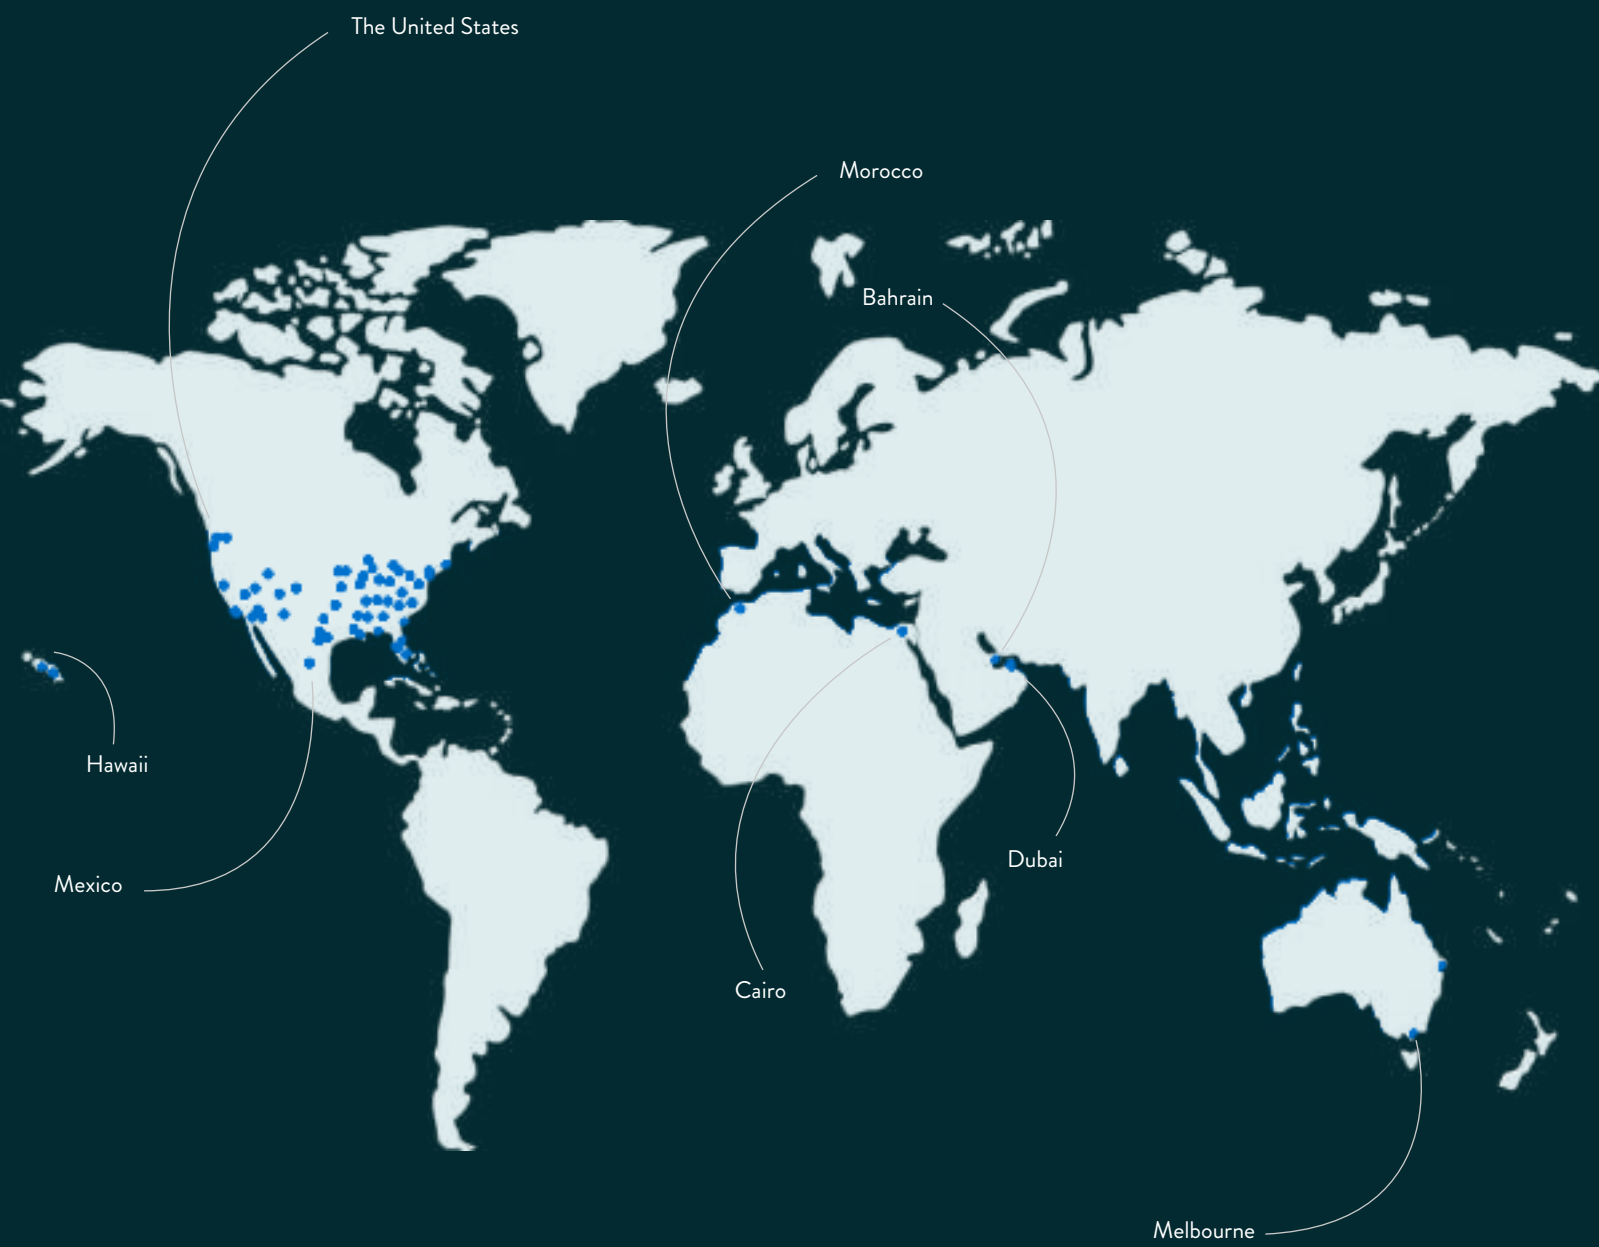 The United States
Morocco
Bahrain
Hawaii
Dubai
Mexico
Cairo
Melbourne